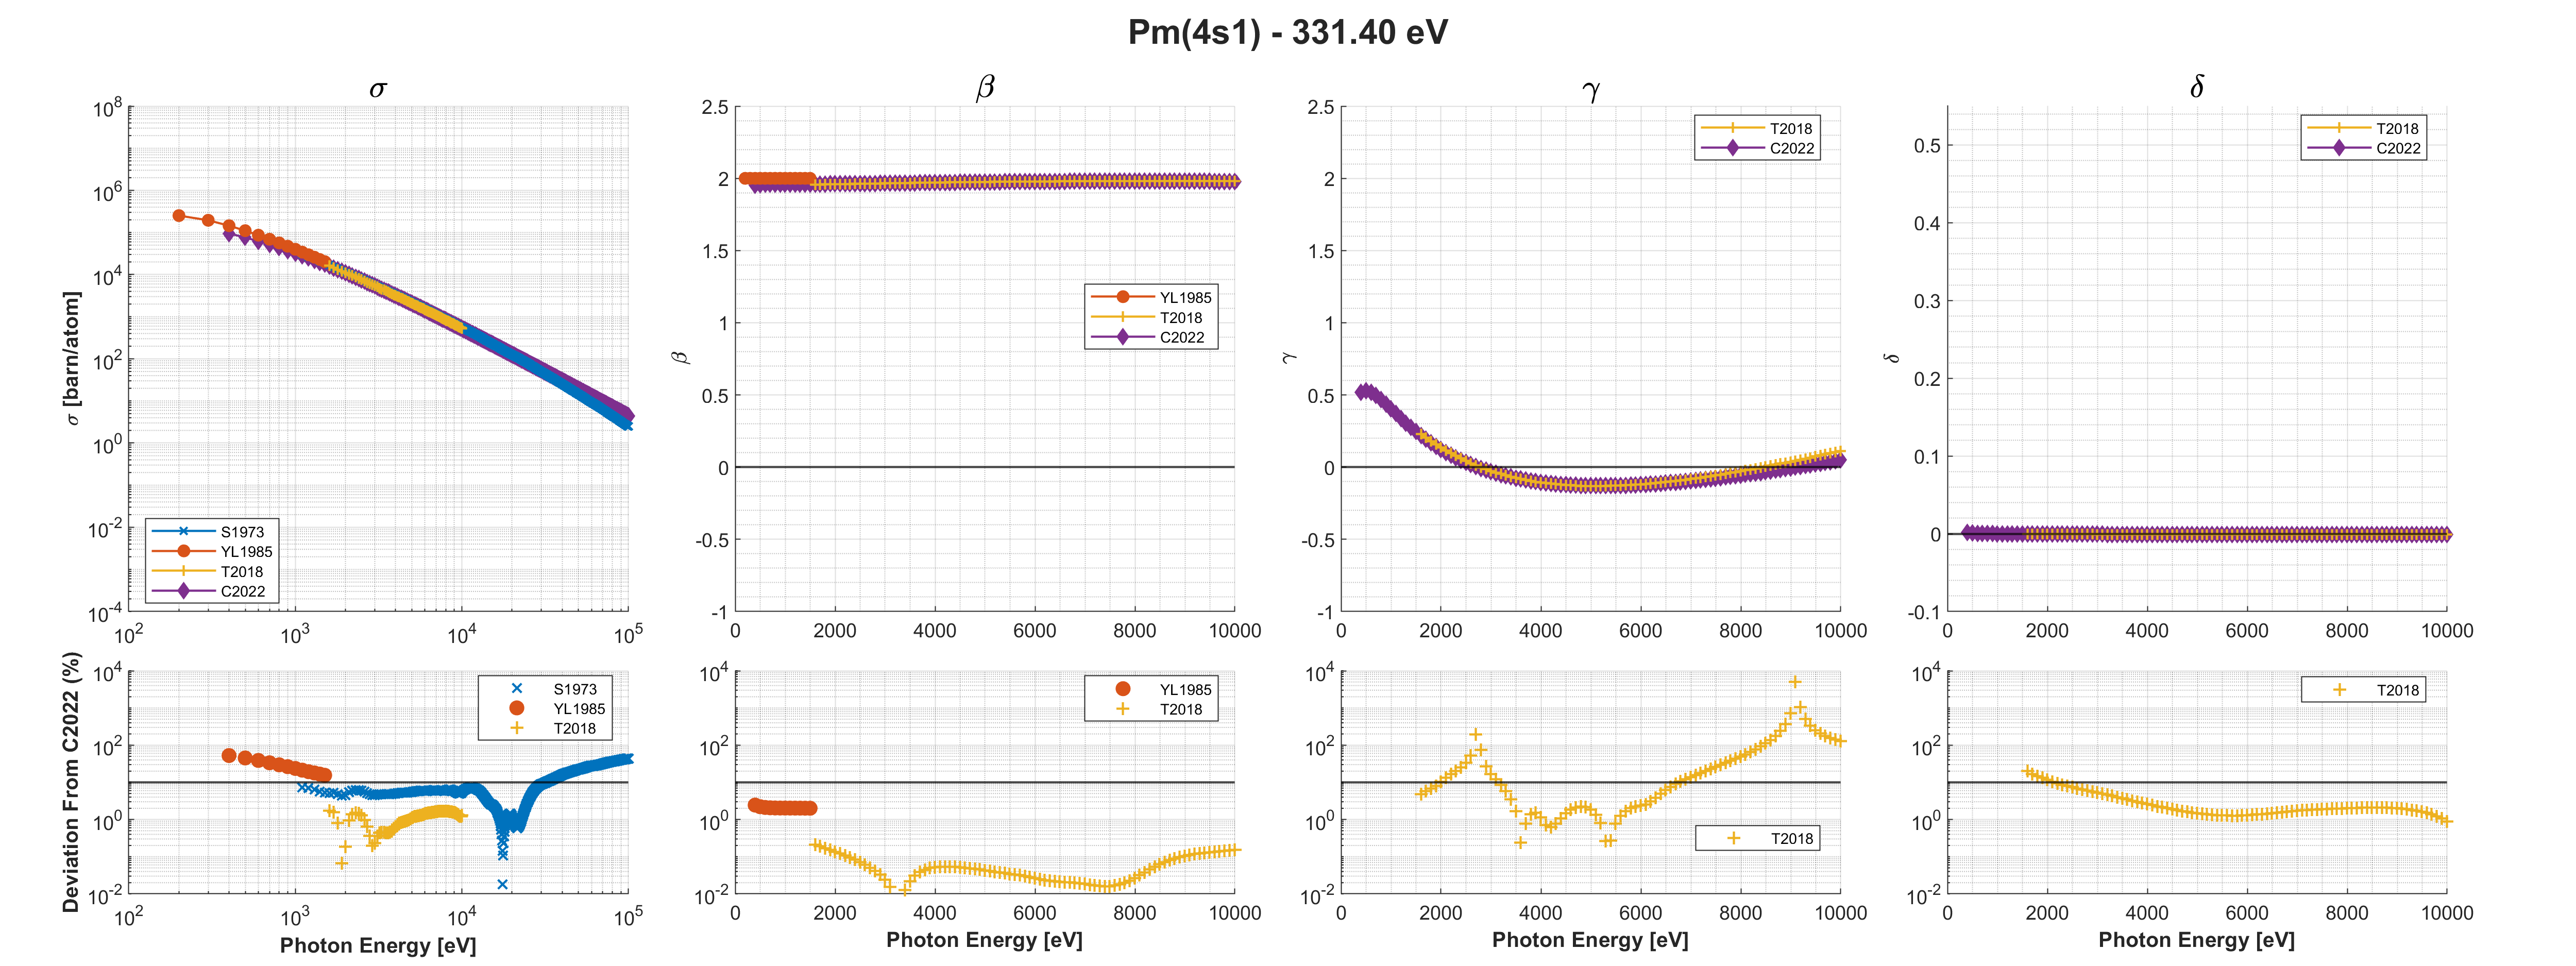 Pm(4s1) - 331.40 eV
σ
σ [barn/atom]
10^8
10^6
10^4
10^2
10^0
10^-2
10^-4
10^2
10^3
10^4
10^5
S1973
YL1985
T2018
C2022
β
β
2.5
2
1.5
1
0.5
0
-0.5
-1
0
2000
4000
6000
8000
10000
YL1985
T2018
C2022
γ
γ
2.5
2
1.5
1
0.5
0
-0.5
-1
0
2000
4000
6000
8000
10000
T2018
C2022
δ
δ
0.5
0.4
0.3
0.2
0.1
0
-0.1
0
2000
4000
6000
8000
10000
T2018
C2022
Deviation From C2022 (%)
10^4
10^2
10^0
10^-2
10^2
10^3
10^4
10^5
Photon Energy [eV]
S1973
YL1985
T2018
10^4
10^2
10^0
10^-2
0
2000
4000
6000
8000
10000
Photon Energy [eV]
YL1985
T2018
10^4
10^2
10^0
10^-2
0
2000
4000
6000
8000
10000
Photon Energy [eV]
T2018
10^4
10^2
10^0
10^-2
0
2000
4000
6000
8000
10000
Photon Energy [eV]
T2018